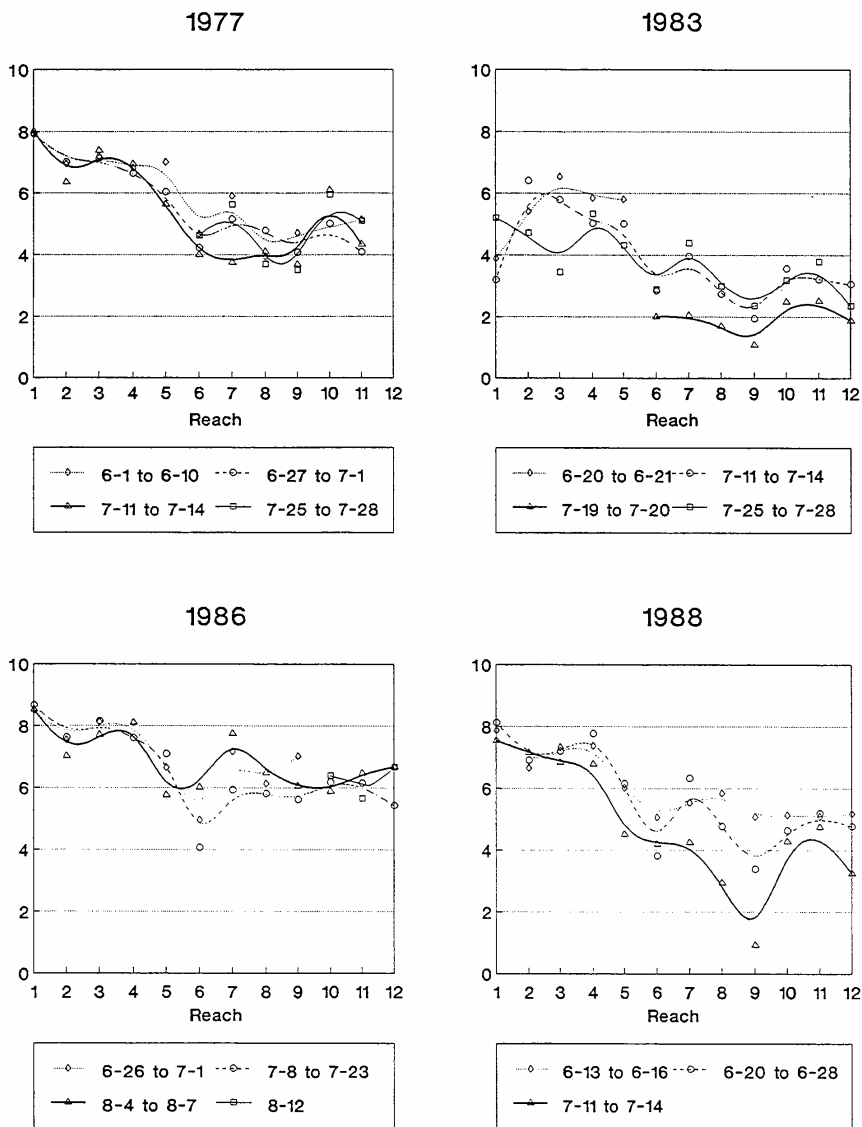 1977
10
8
6
4
2
0
1 2 3 4 5 6 7 8 9 10 11 12
Reach
6-1 to 6-10 6-27 to 7-1
7-11 to 7-14 7-25 to 7-28
1983
10
8
6
4
2
0
1 2 3 4 5 6 7 8 9 10 11 12
Reach
6-20 to 6-21 7-11 to 7-14
7-19 to 7-20 7-25 to 7-28
1986
10
8
6
4
2
0
1 2 3 4 5 6 7 8 9 10 11 12
Reach
6-26 to 7-1 7-8 to 7-23
8-4 to 8-7 8-12
1988
10
8
6
4
2
0
1 2 3 4 5 6 7 8 9 10 11 12
Reach
6-13 to 6-16 6-20 to 6-28
7-11 to 7-14